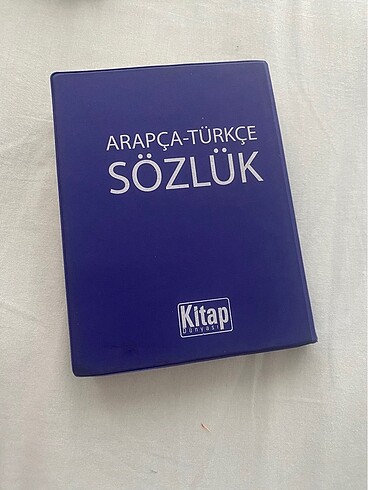 ARAPÇA-TÜRKÇE
SÖZLÜK
Kitap
Dünyası